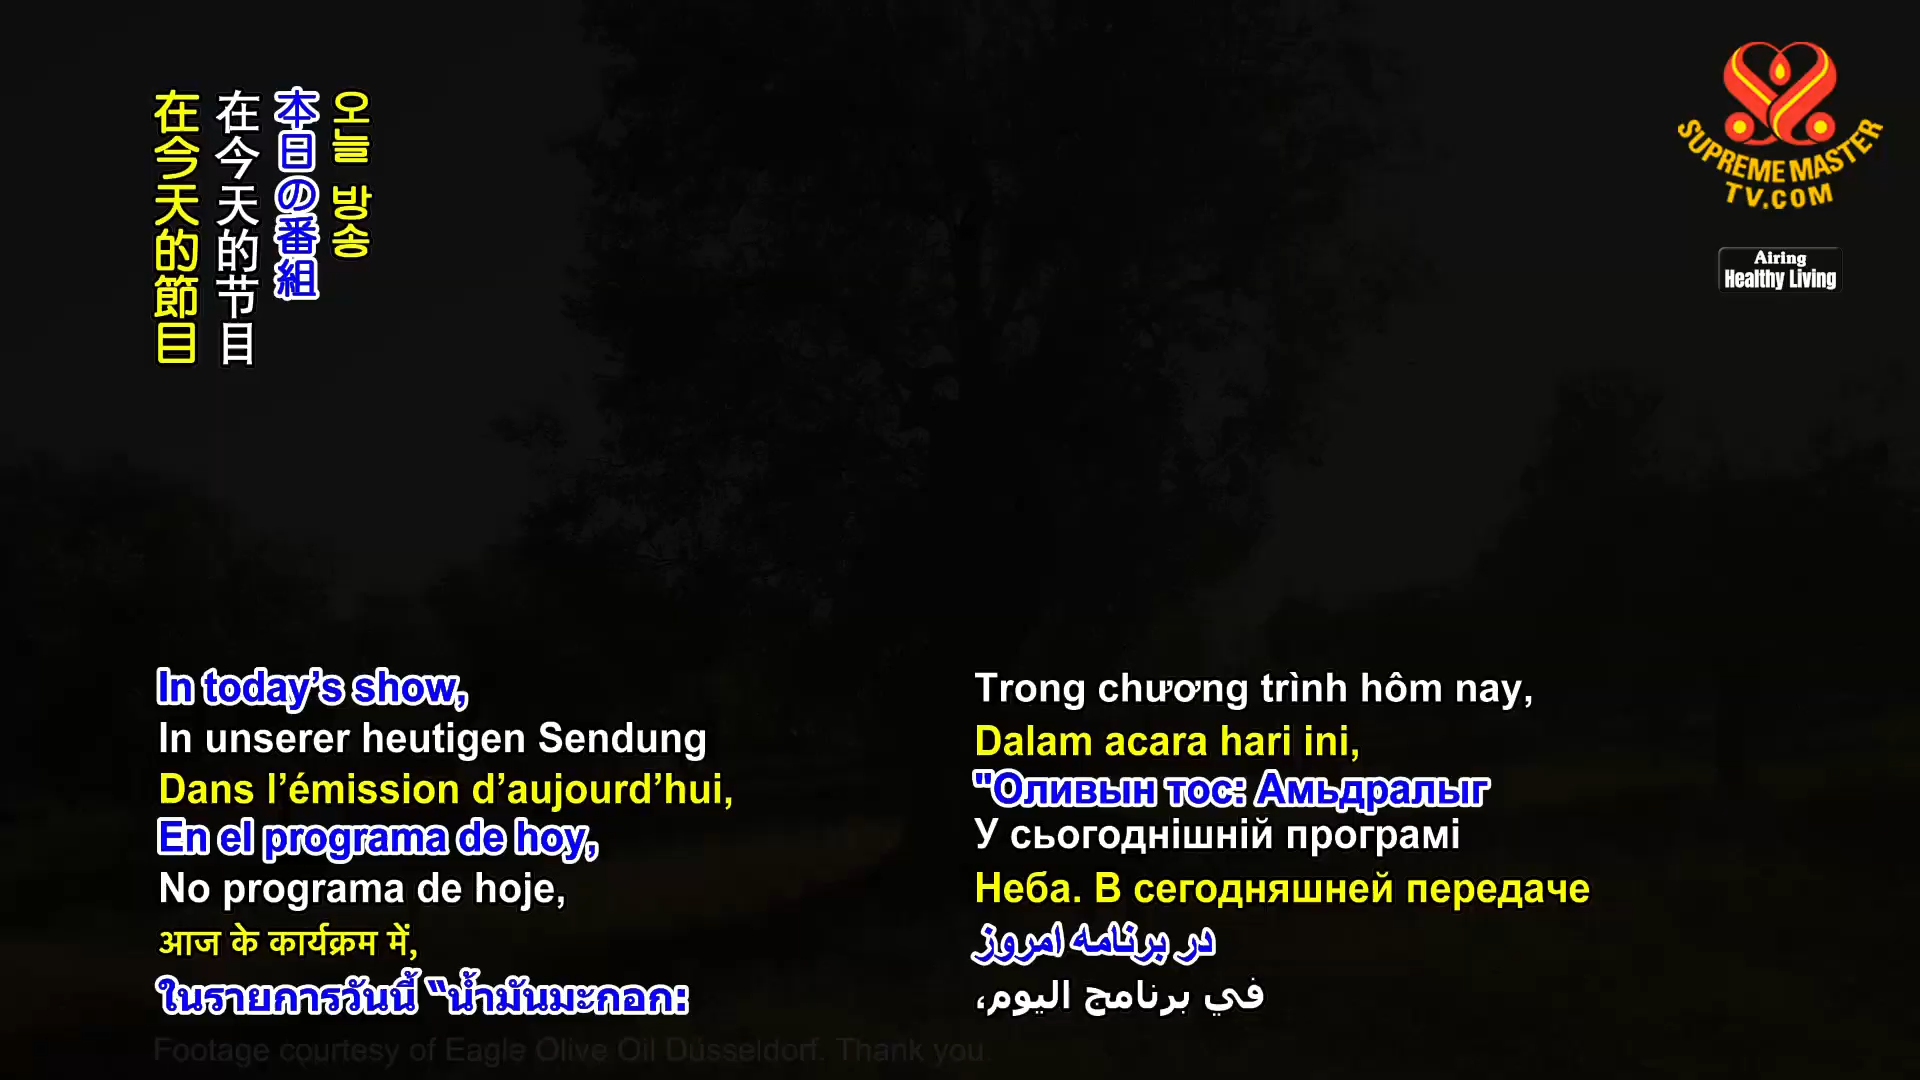 在今天的節目
在今天的节目
本日の番組
오늘 방송
SUPREME MASTER
TV.COM
Airing
Healthy Living
In today’s show,
In unserer heutigen Sendung
Dans l’émission d’aujourd’hui,
En el programa de hoy,
No programa de hoje,
आज के कार्यक्रम में,
ในรายการวันนี้ “น้ำมันมะกอก:
Trong chương trình hôm nay,
Dalam acara hari ini,
"Оливын тос: Амьдралыг
У сьогоднішній програмі
Неба. В сегодняшней передаче
در برنامه امروز
في برنامج اليوم،
Footage courtesy of Eagle Olive Oil Düsseldorf. Thank you.